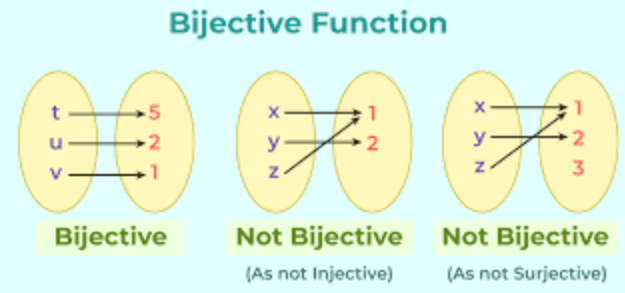 Bijective Function
t 5
u 2
v 1
Bijective
x 1
y 2
z
Not Bijective
(As not Injective)
x 1
y 2
z 3
Not Bijective
(As not Surjective)